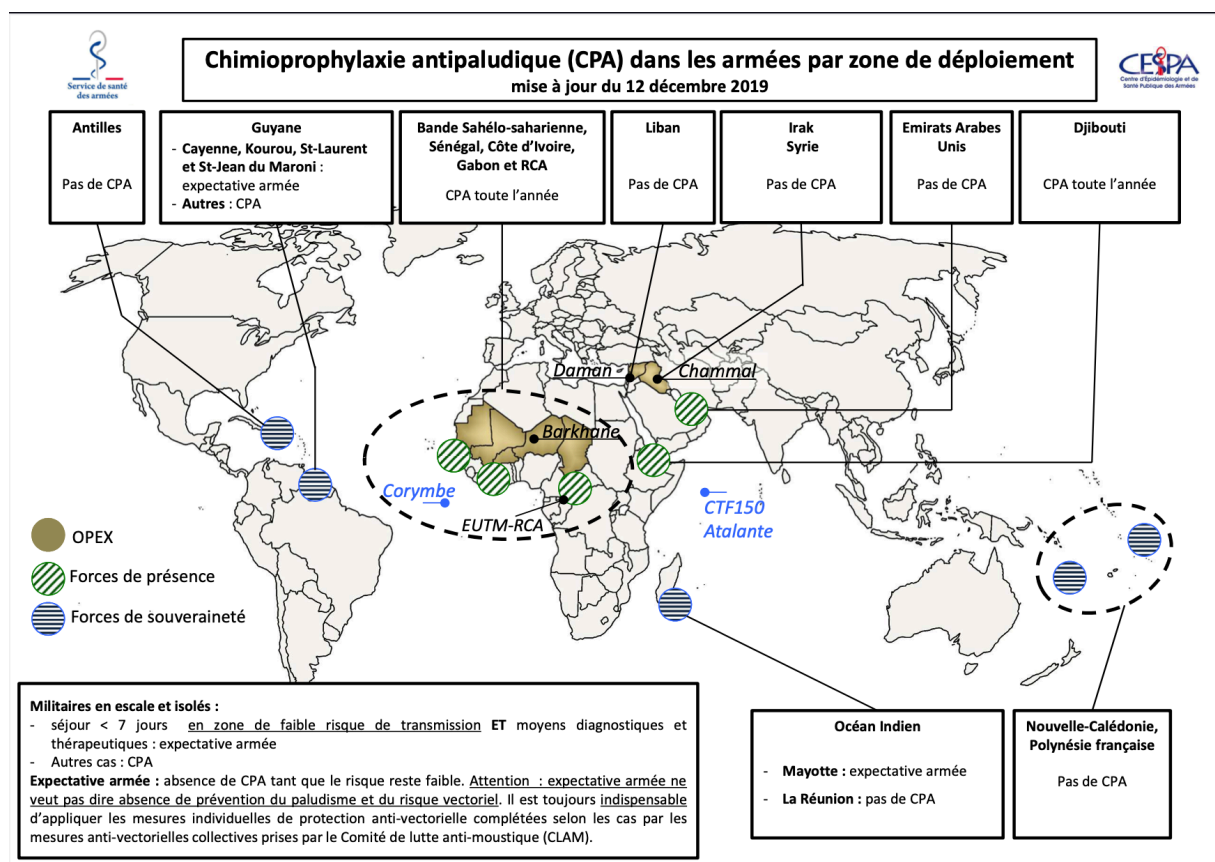 Service de santé
des armées
Chimioprophylaxie antipaludique (CPA) dans les armées par zone de déploiement
mise à jour du 12 décembre 2019
CESPA
Centre d'Epidémiologie et de
Santé Publique des Armées
Antilles
Pas de CPA
Guyane
- Cayenne, Kourou, St-Laurent
et St-Jean du Maroni :
expectative armée
- Autres : CPA
Bande Sahélo-saharienne,
Sénégal, Côte d'Ivoire,
Gabon et RCA
CPA toute l'année
Liban
Pas de CPA
Irak
Syrie
Pas de CPA
Emirats Arabes
Unis
Pas de CPA
Djibouti
CPA toute l'année
Daman
Chammal
Barkhane
Corymbe
EUTM-RCA
CTF150
Atalante
OPEX
Forces de présence
Forces de souveraineté
Militaires en escale et isolés :
- séjour < 7 jours en zone de faible risque de transmission ET moyens diagnostiques et
thérapeutiques : expectative armée
- Autres cas : CPA
Expectative armée : absence de CPA tant que le risque reste faible. Attention : expectative armée ne
veut pas dire absence de prévention du paludisme et du risque vectoriel. Il est toujours indispensable
d'appliquer les mesures individuelles de protection anti-vectorielle complétées selon les cas par les
mesures anti-vectorielles collectives prises par le Comité de lutte anti-moustique (CLAM).
Océan Indien
- Mayotte : expectative armée
- La Réunion : pas de CPA
Nouvelle-Calédonie,
Polynésie française
Pas de CPA